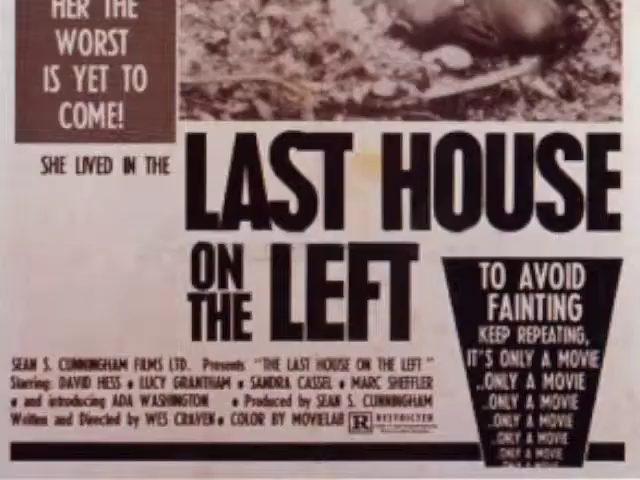 HER THE
WORST
IS YET TO
COME!
SHE LIVED IN THE
LAST HOUSE
ON
THE LEFT
TO AVOID
FAINTING
KEEP REPEATING,
IT'S ONLY A MOVIE
..ONLY A MOVIE
..ONLY A MOVIE
..ONLY A MOVIE
..ONLY A MOVIE
SEAN S. CUNNINGHAM FILMS LTD. Presents "THE LAST HOUSE ON THE LEFT"
Starring: DAVID HESS • LUCY GRANTHAM • SANDRA CASSEL • MARC SHEFFLER
• and introducing ADA WASHINGTON • Produced by SEAN S. CUNNINGHAM
Written and Directed by WES CRAVEN • COLOR BY MOVIELAB R RESTRICTED